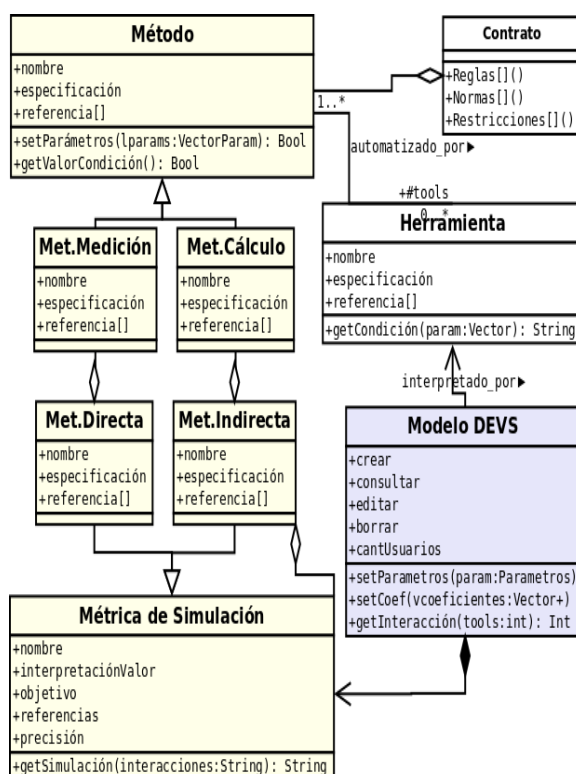 Método
+nombre
+especificación
+referencia[]
+setParámetros(lparams:VectorParam): Bool
+getValorCondición(): Bool
Contrato
+Reglas[]()
+Normas[]()
+Restricciones[]()
1..*
automatizado_por▶
+#tools
0..*
Herramienta
+nombre
+especificación
+referencia[]
+getCondición(param:Vector): String
Met.Medición
+nombre
+especificación
+referencia[]
Met.Cálculo
+nombre
+especificación
+referencia[]
interpretado_por▶
Met.Directa
+nombre
+especificación
+referencia[]
Met.Indirecta
+nombre
+especificación
+referencia[]
Modelo DEVS
+crear
+consultar
+editar
+borrar
+cantUsuarios
+setParametros(param:Parametros)
+setCoef(vcoeficientes:Vector+)
+getInteracción(tools:int): Int
Métrica de Simulación
+nombre
+interpretaciónValor
+objetivo
+referencias
+precisión
+getSimulación(interacciones:String): String